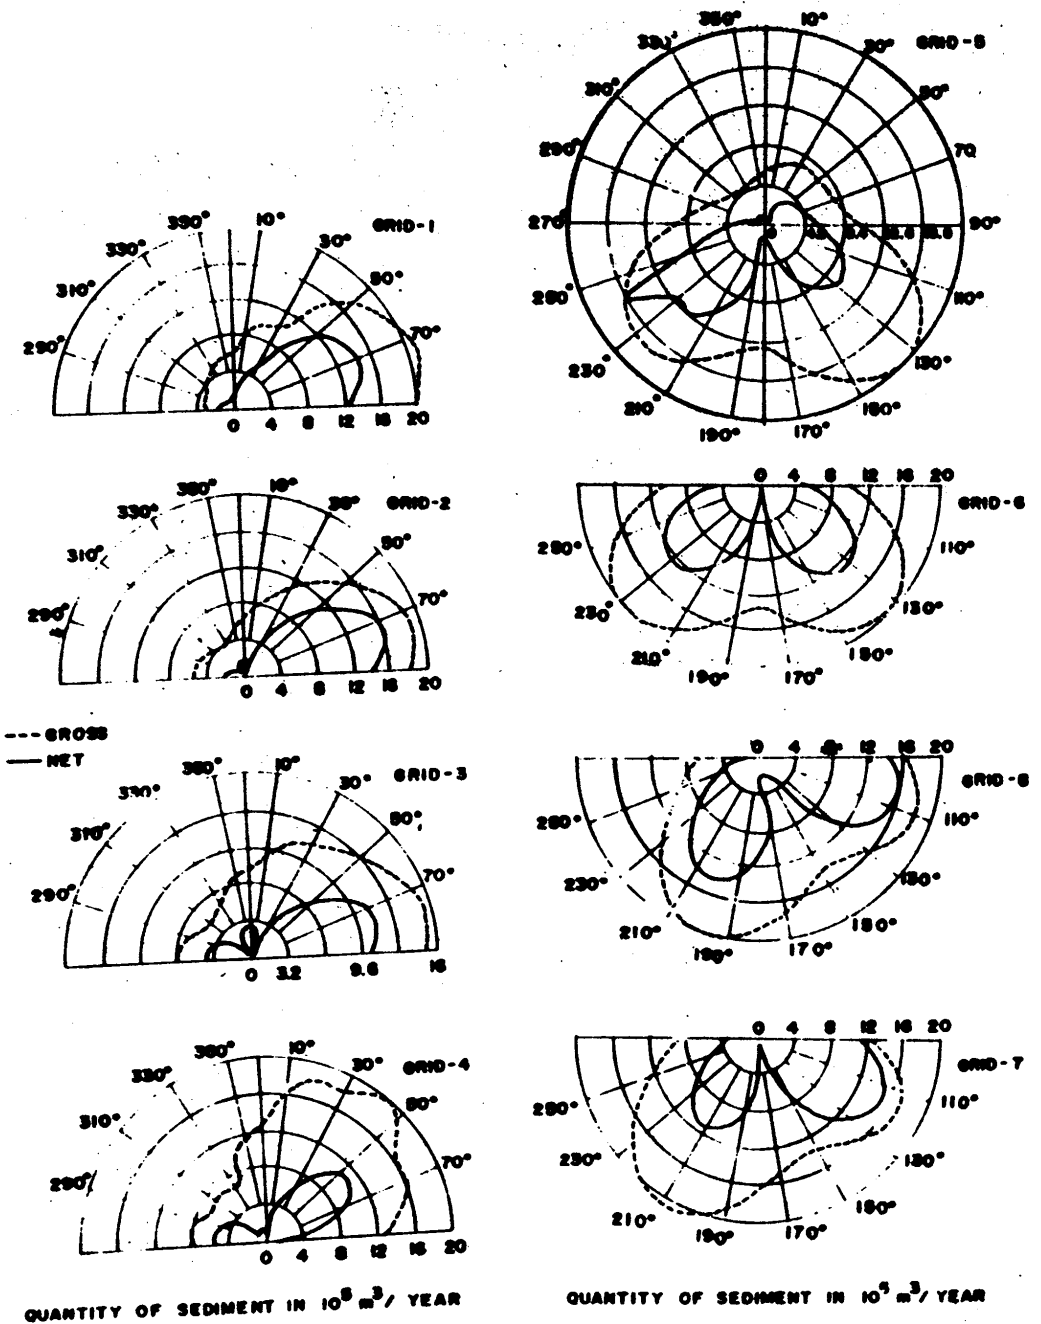 350° 10°
330° 30° GRID-5
310° 50°
290° 70
270° 90°
250° 110°
230 130°
210° 150°
190° 170°
350° 10° GRID-1
330° 30°
310° 50°
290° 70°
0 4 8 12 16 20
350° 10°
330° 30° GRID-2
310° 50°
290° 70°
0 4 8 12 16 20
--- GROSS
— NET
350° 10° GRID-3
330° 30°
310° 50°
290° 70°
0 3.2 9.6 16
350° 10°
330° 30° GRID-4
310° 50°
290° 70°
0 4 8 12 16 20
QUANTITY OF SEDIMENT IN 10⁵ m³/ YEAR
0 4 8 12 16 20
GRID-6
250° 110°
230° 130°
210° 150°
190° 170°
0 4 12 16 20
250° 110°
230° 130°
210° 150°
190° 170°
0 4 8 12 16 20
GRID-7
250° 110°
230° 130°
210° 150°
190° 170°
QUANTITY OF SEDIMENT IN 10⁵ m³/ YEAR